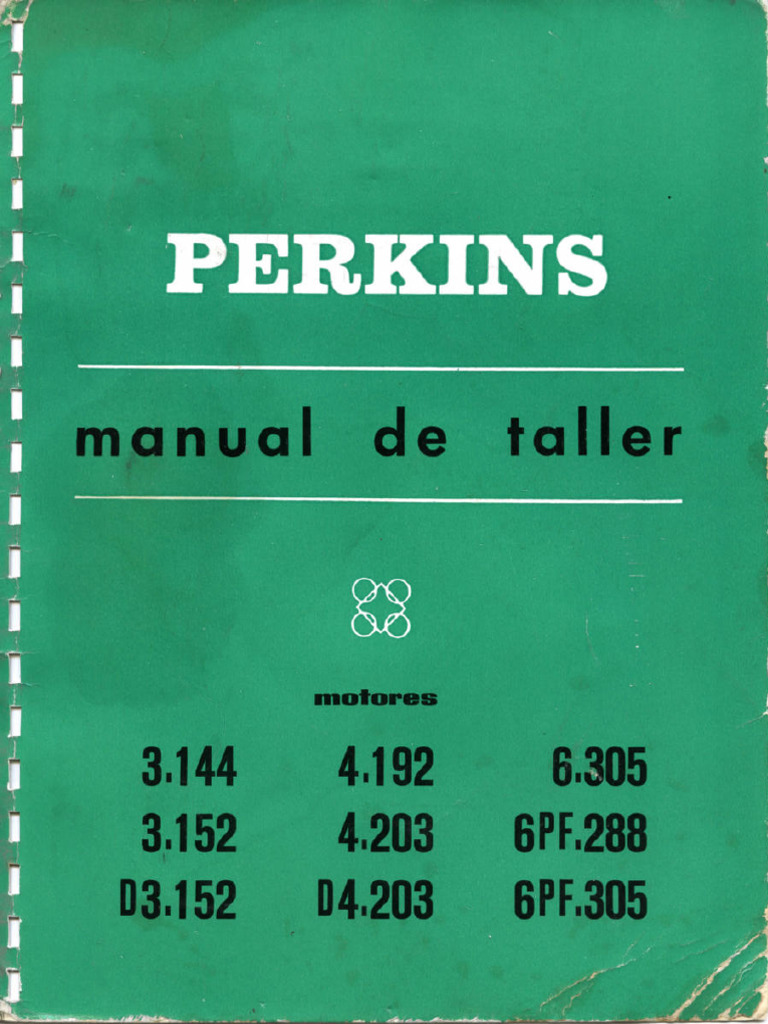 PERKINS
manual de taller
motores
3.144 4.192 6.305
3.152 4.203 6PF.288
D3.152 D4.203 6PF.305